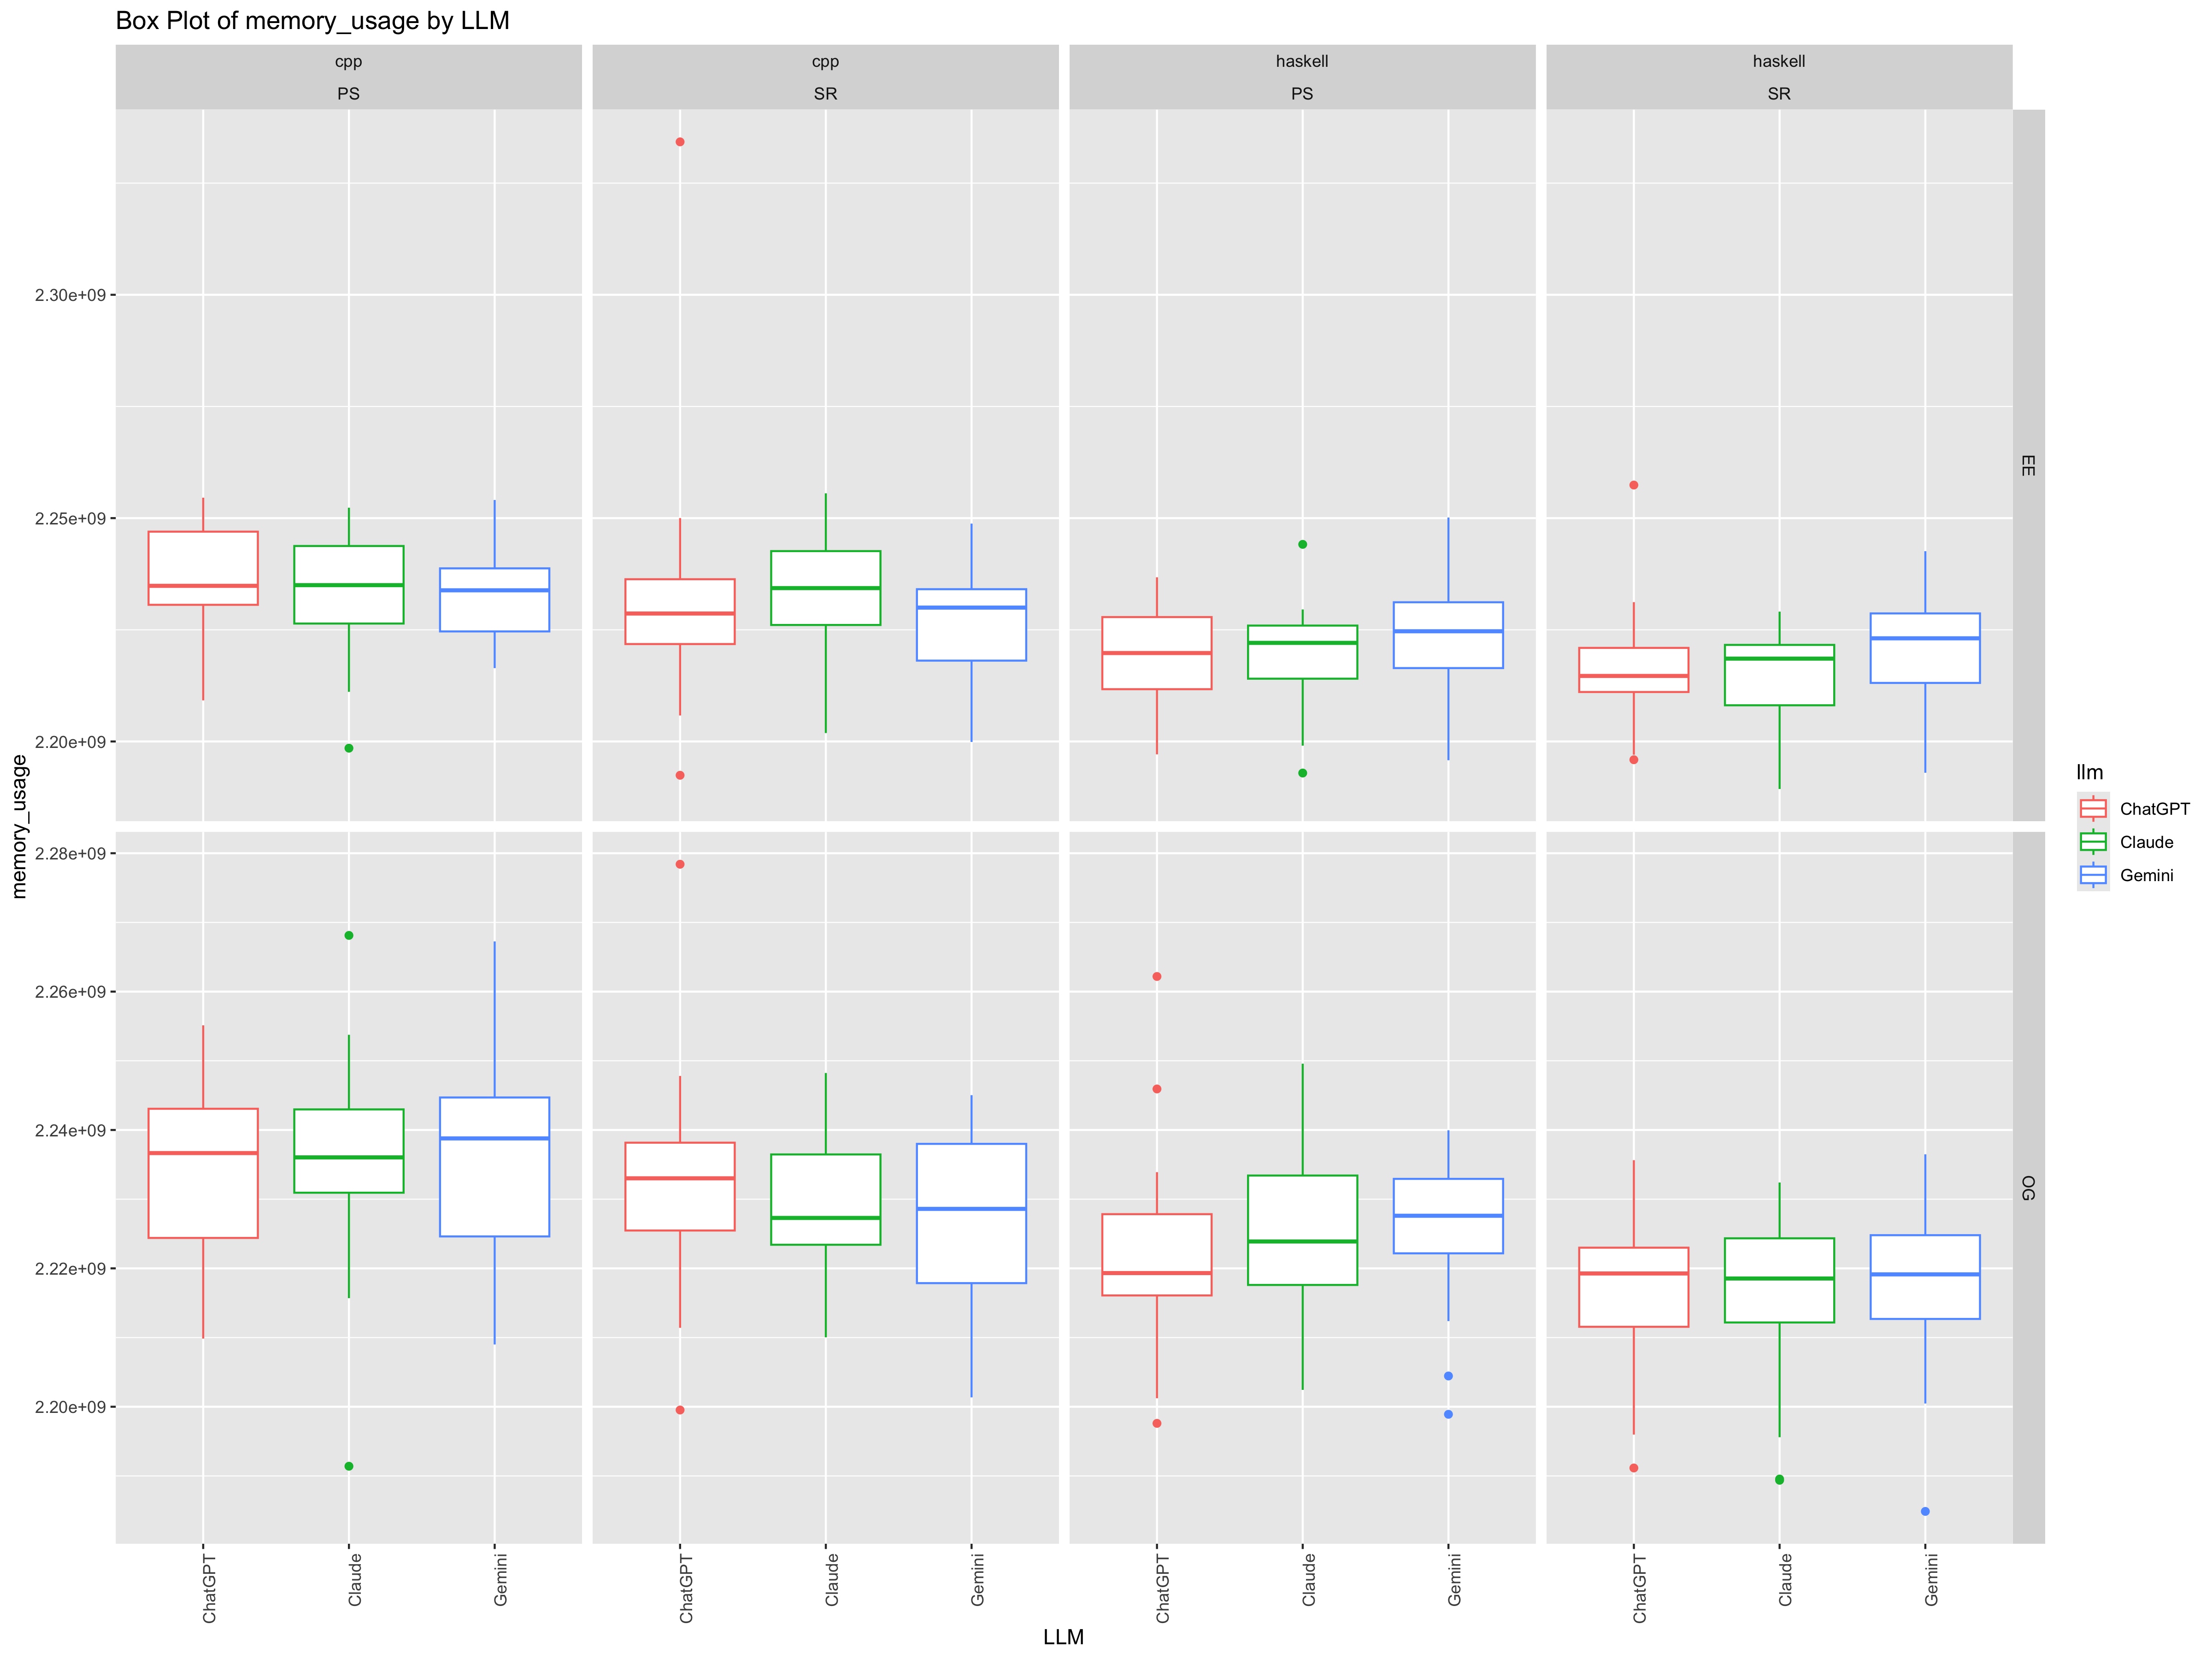 Box Plot of memory_usage by LLM
cpp
PS
cpp
SR
haskell
PS
haskell
SR
2.30e+09
2.25e+09
2.20e+09
EE
2.28e+09
2.26e+09
2.24e+09
2.22e+09
2.20e+09
OG
memory_usage
ChatGPT
Claude
Gemini
ChatGPT
Claude
Gemini
ChatGPT
Claude
Gemini
ChatGPT
Claude
Gemini
LLM
llm
ChatGPT
Claude
Gemini